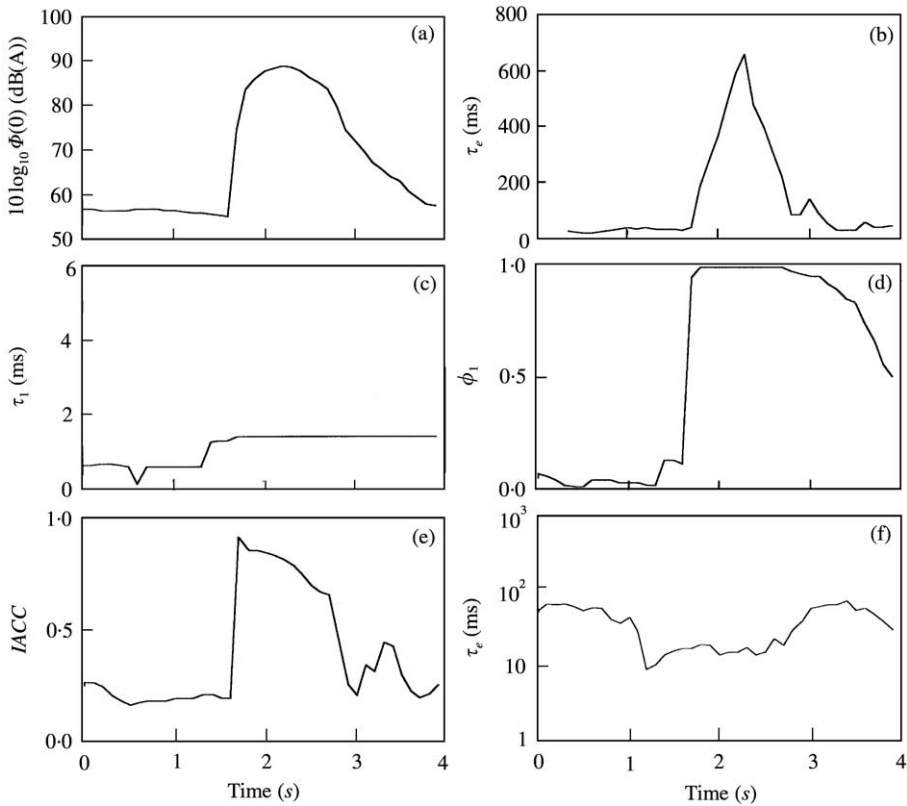 100
90
80
70
60
50
10 log₁₀ Φ(0) (dB(A))
(a)
800
600
400
200
0
τₑ (ms)
(b)
6
4
2
0
τ₁ (ms)
(c)
1·0
0·5
0·0
ϕ₁
(d)
1·0
0·5
0·0
IACC
(e)
0 1 2 3 4
Time (s)
10³
10²
10
1
τₑ (ms)
(f)
0 1 2 3 4
Time (s)